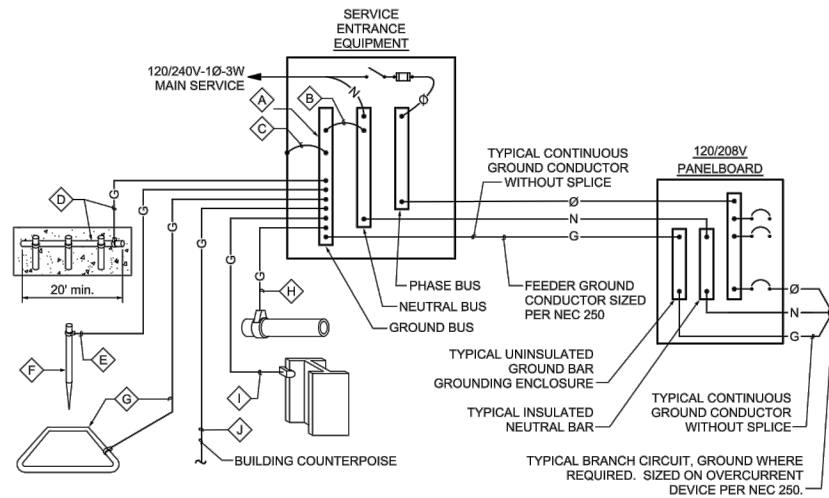 SERVICE
ENTRANCE
EQUIPMENT
120/240V-1Ø-3W
MAIN SERVICE
N
Ø
A
B
C
TYPICAL CONTINUOUS
GROUND CONDUCTOR
WITHOUT SPLICE
120/208V
PANELBOARD
D
G
G
G
G
G
G
Ø
N
G
20' min.
H
PHASE BUS
NEUTRAL BUS
GROUND BUS
FEEDER GROUND
CONDUCTOR SIZED
PER NEC 250
Ø
N
G
E
F
G
I
J
TYPICAL UNINSULATED
GROUND BAR
GROUNDING ENCLOSURE
TYPICAL INSULATED
NEUTRAL BAR
TYPICAL CONTINUOUS
GROUND CONDUCTOR
WITHOUT SPLICE
BUILDING COUNTERPOISE
TYPICAL BRANCH CIRCUIT, GROUND WHERE
REQUIRED. SIZED ON OVERCURRENT
DEVICE PER NEC 250.